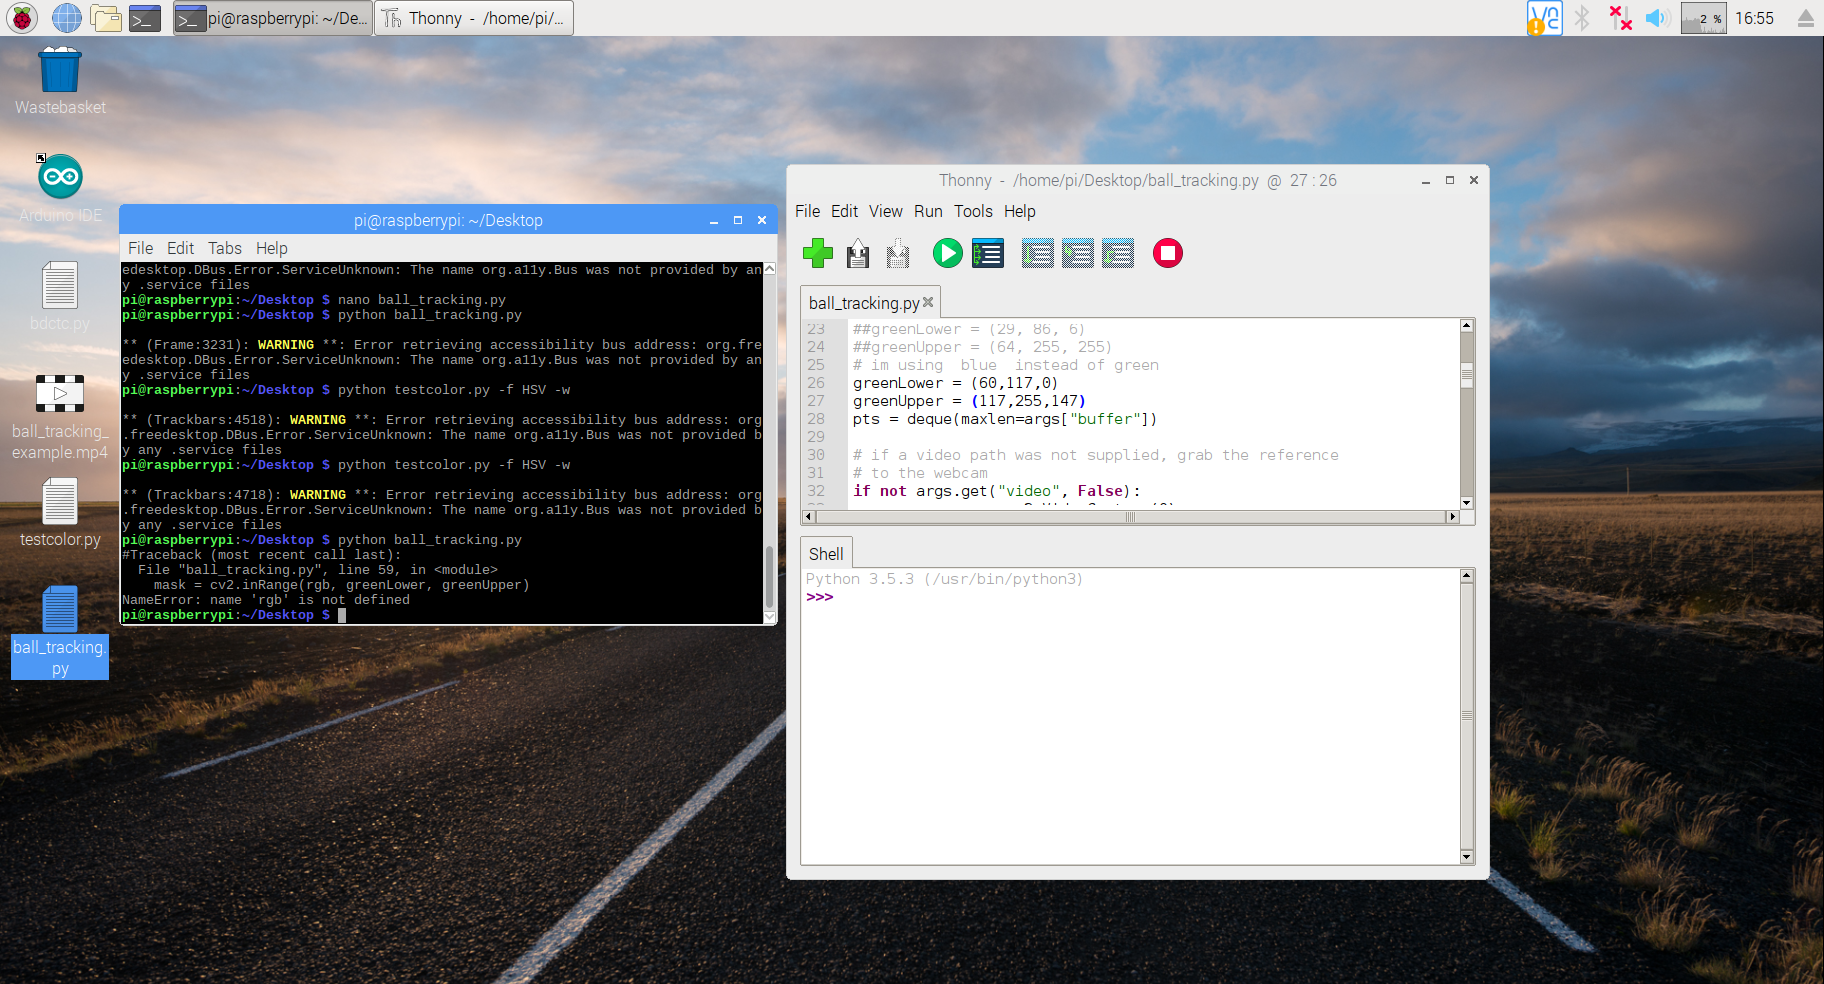 pi@raspberrypi: ~/De...
Thonny - /home/pi/...
2 %
16:55
Wastebasket
Arduino IDE
bdctc.py
ball_tracking_
example.mp4
testcolor.py
ball_tracking.
py
pi@raspberrypi: ~/Desktop
File Edit Tabs Help
edesktop.DBus.Error.ServiceUnknown: The name org.a11y.Bus was not provided by an
y .service files
pi@raspberrypi:~/Desktop $ nano ball_tracking.py
pi@raspberrypi:~/Desktop $ python ball_tracking.py
** (Frame:3231): WARNING **: Error retrieving accessibility bus address: org.fre
edesktop.DBus.Error.ServiceUnknown: The name org.a11y.Bus was not provided by an
y .service files
pi@raspberrypi:~/Desktop $ python testcolor.py -f HSV -w
** (Trackbars:4518): WARNING **: Error retrieving accessibility bus address: org
.freedesktop.DBus.Error.ServiceUnknown: The name org.a11y.Bus was not provided b
y any .service files
pi@raspberrypi:~/Desktop $ python testcolor.py -f HSV -w
** (Trackbars:4718): WARNING **: Error retrieving accessibility bus address: org
.freedesktop.DBus.Error.ServiceUnknown: The name org.a11y.Bus was not provided b
y any .service files
pi@raspberrypi:~/Desktop $ python ball_tracking.py
#Traceback (most recent call last):
File "ball_tracking.py", line 59, in <module>
mask = cv2.inRange(rgb, greenLower, greenUpper)
NameError: name 'rgb' is not defined
pi@raspberrypi:~/Desktop $
Thonny - /home/pi/Desktop/ball_tracking.py @ 27 : 26
File Edit View Run Tools Help
ball_tracking.py
23 ##greenLower = (29, 86, 6)
24 ##greenUpper = (64, 255, 255)
25 # im using blue instead of green
26 greenLower = (60,117,0)
27 greenUpper = (117,255,147)
28 pts = deque(maxlen=args["buffer"])
29
30 # if a video path was not supplied, grab the reference
31 # to the webcam
32 if not args.get("video", False):
Shell
Python 3.5.3 (/usr/bin/python3)
>>>